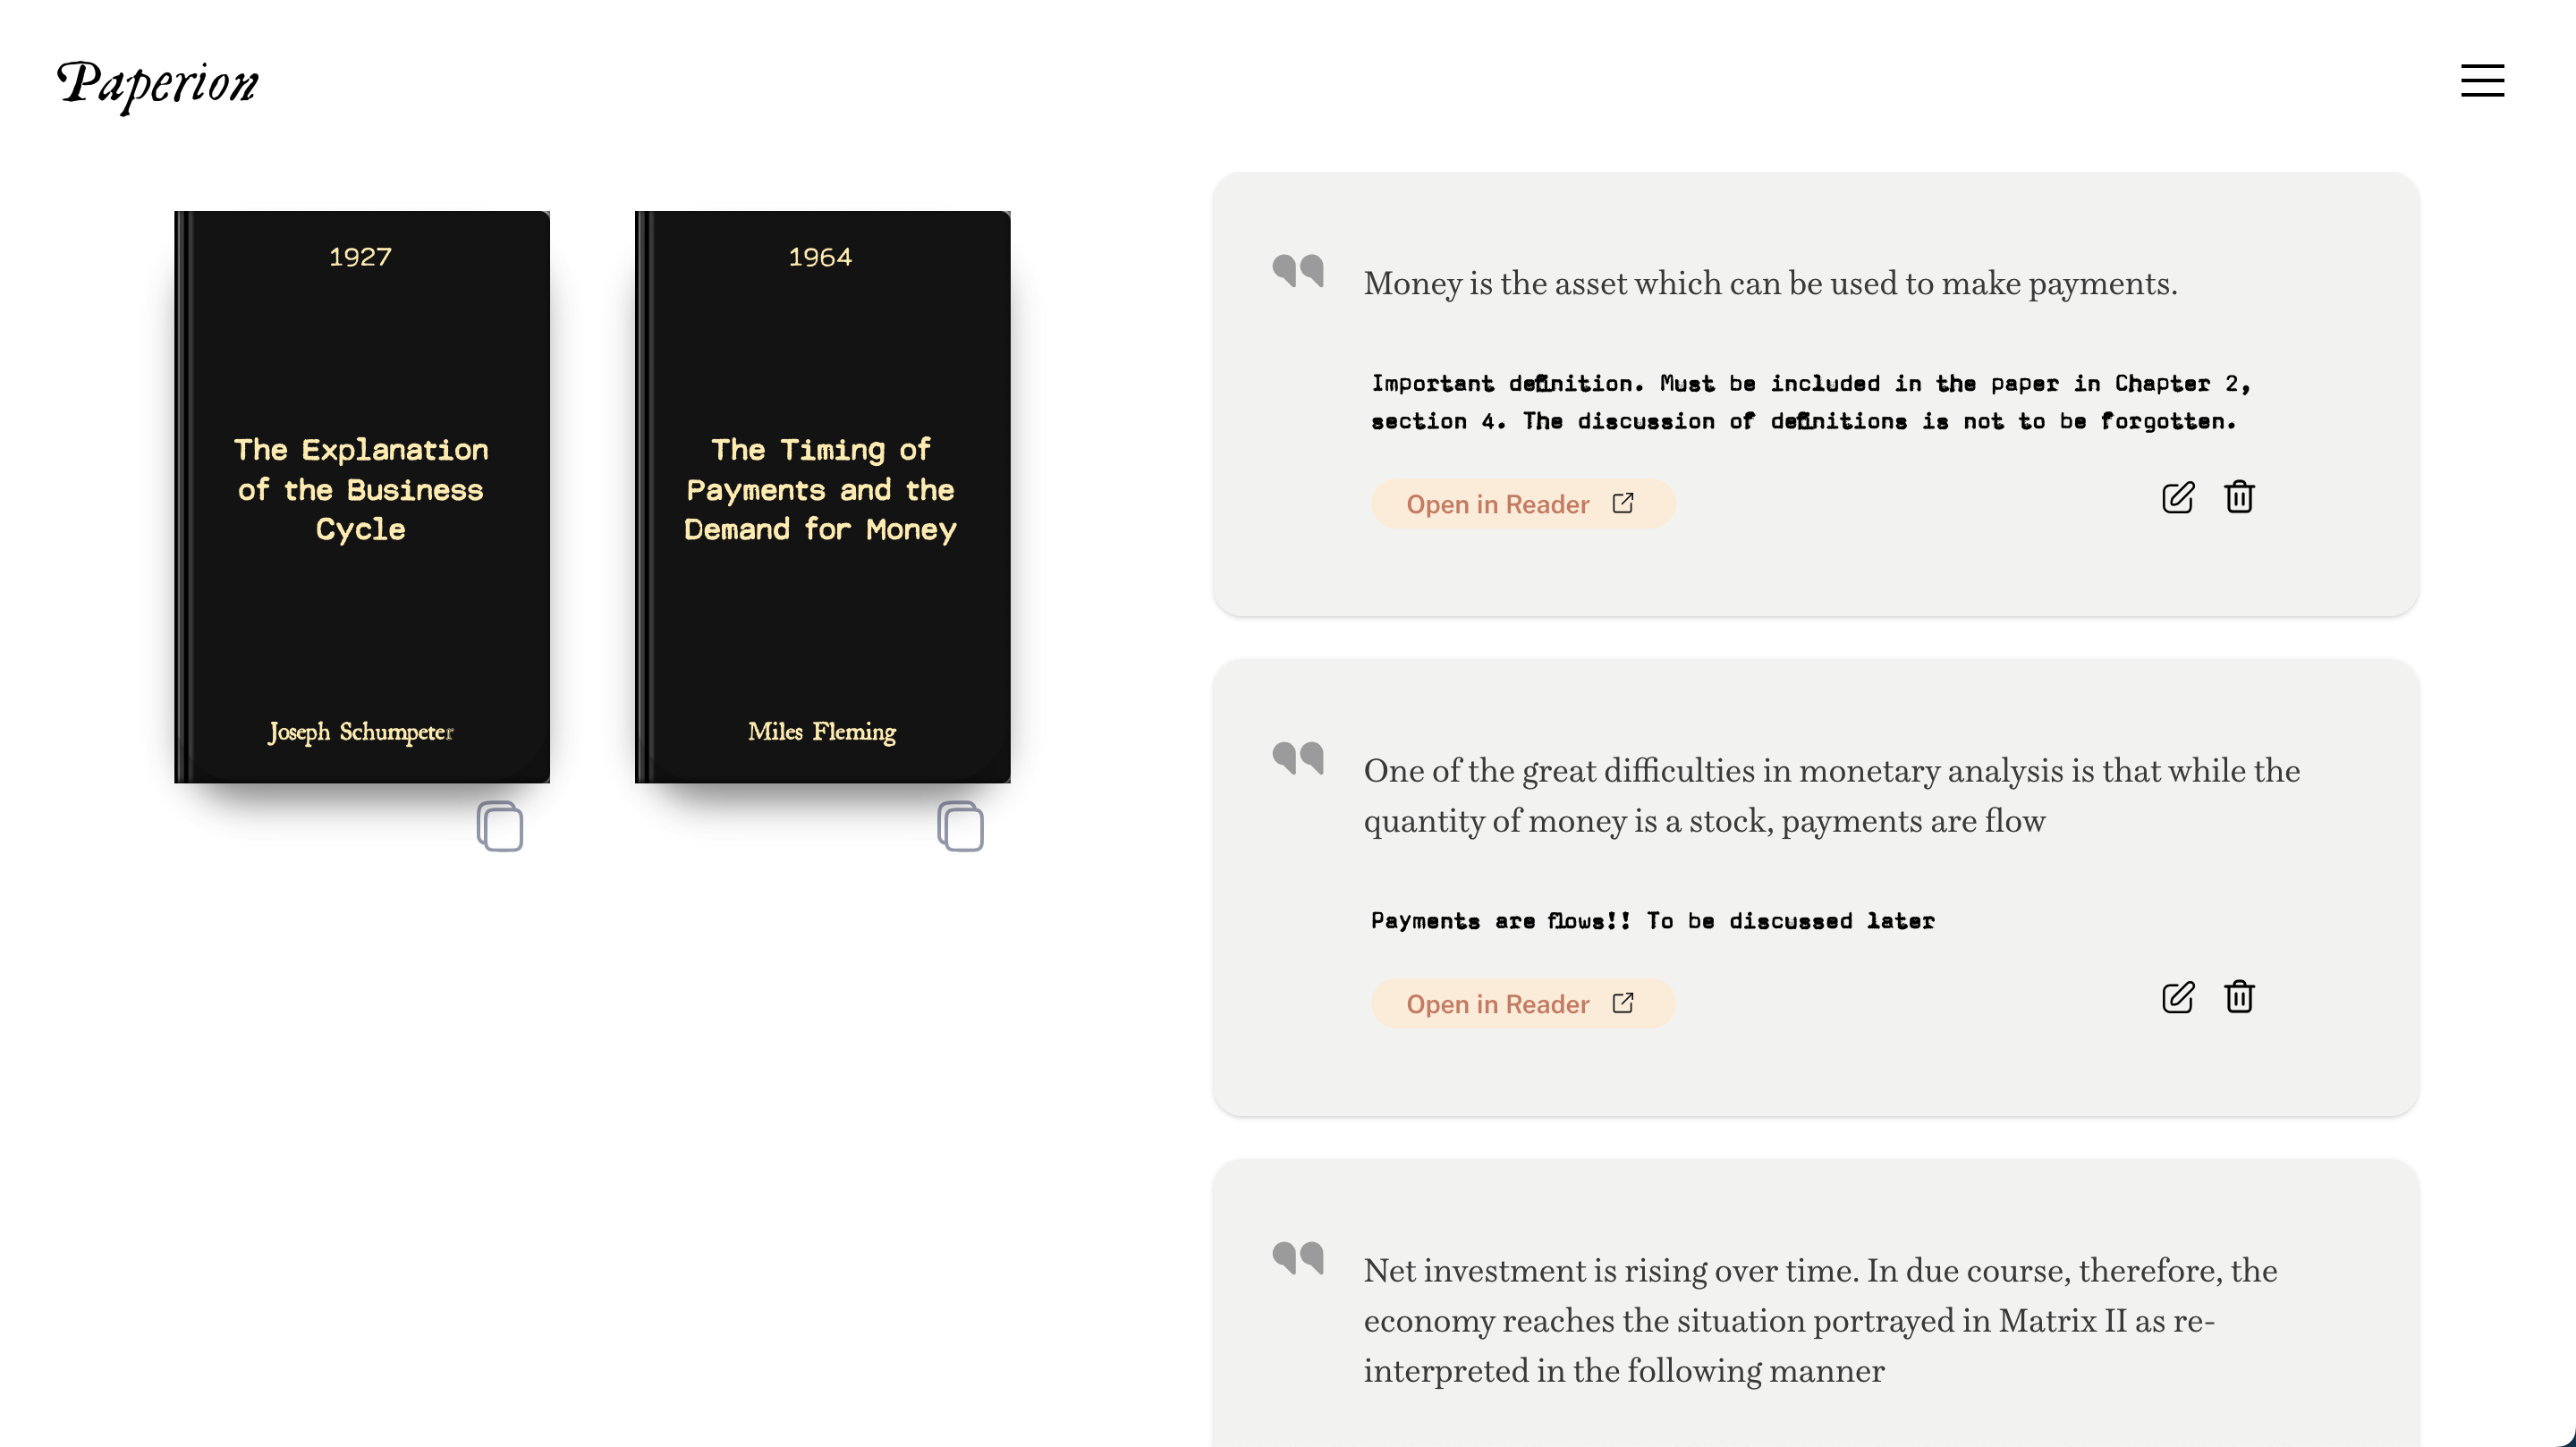 Paperion
1927
The Explanation
of the Business
Cycle
Joseph Schumpeter
1964
The Timing of
Payments and the
Demand for Money
Miles Fleming
Money is the asset which can be used to make payments.
Important definition. Must be included in the paper in Chapter 2,
section 4. The discussion of definitions is not to be forgotten.
Open in Reader
One of the great difficulties in monetary analysis is that while the
quantity of money is a stock, payments are flow
Payments are flows!! To be discussed later
Open in Reader
Net investment is rising over time. In due course, therefore, the
economy reaches the situation portrayed in Matrix II as re-
interpreted in the following manner